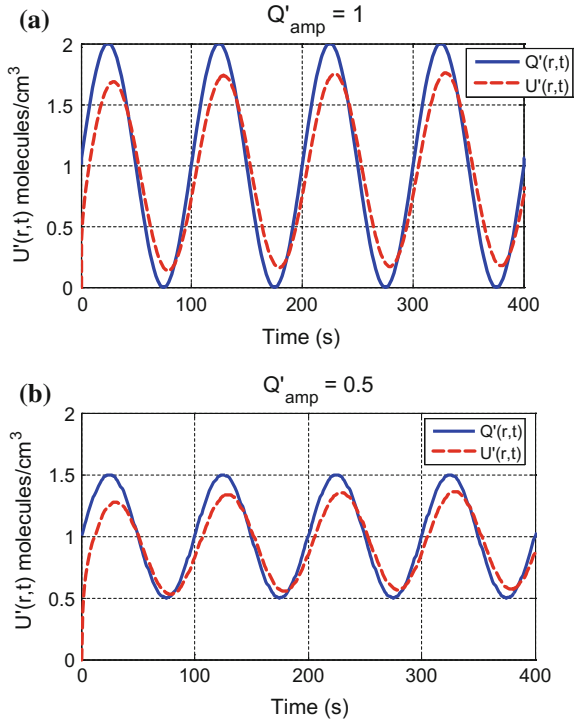 (a)
Q'amp = 1
U'(r,t) molecules/cm3
2
1.5
1
0.5
0
0
100
200
300
400
Time (s)
Q'(r,t)
U'(r,t)
(b)
Q'amp = 0.5
U'(r,t) molecules/cm3
2
1.5
1
0.5
0
0
100
200
300
400
Time (s)
Q'(r,t)
U'(r,t)